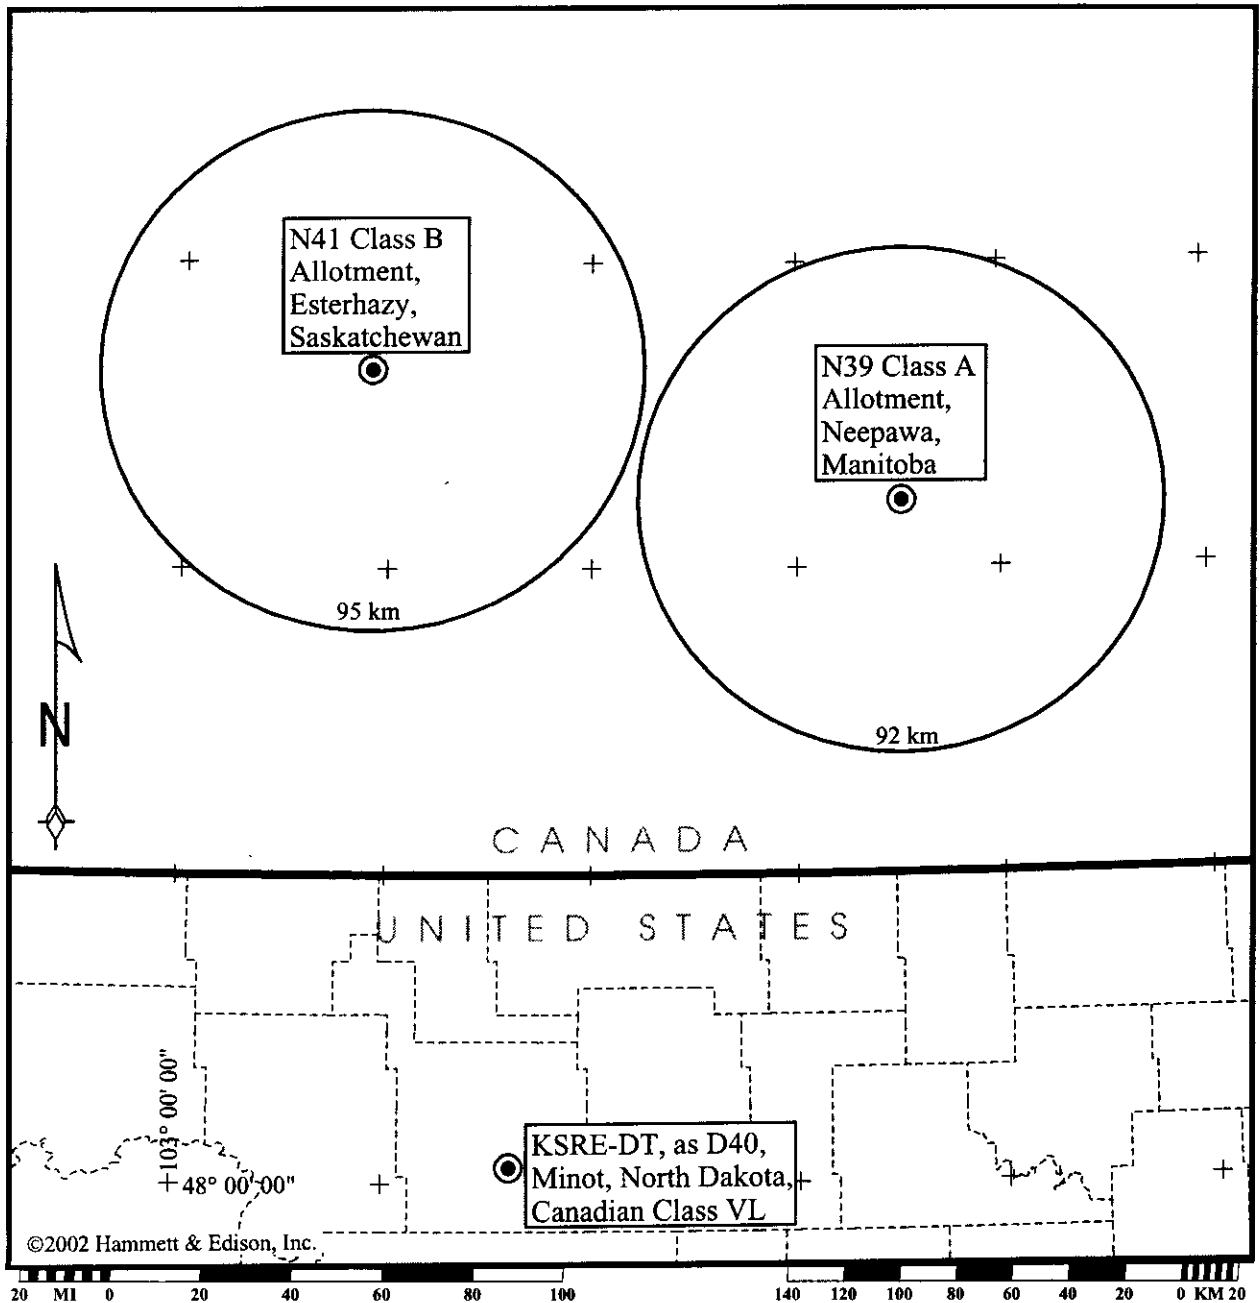 N41 Class B
Allotment,
Esterhazy,
Saskatchewan
N39 Class A
Allotment,
Neepawa,
Manitoba
95 km
N
92 km
CANADA
UNITED STATES
103° 00' 00"
48° 00' 00"
KSRE-DT, as D40,
Minot, North Dakota,
Canadian Class VL
©2002 Hammett & Edison, Inc.
20 MI 0 20 40 60 80 100 140 120 100 80 60 40 20 0 KM 20